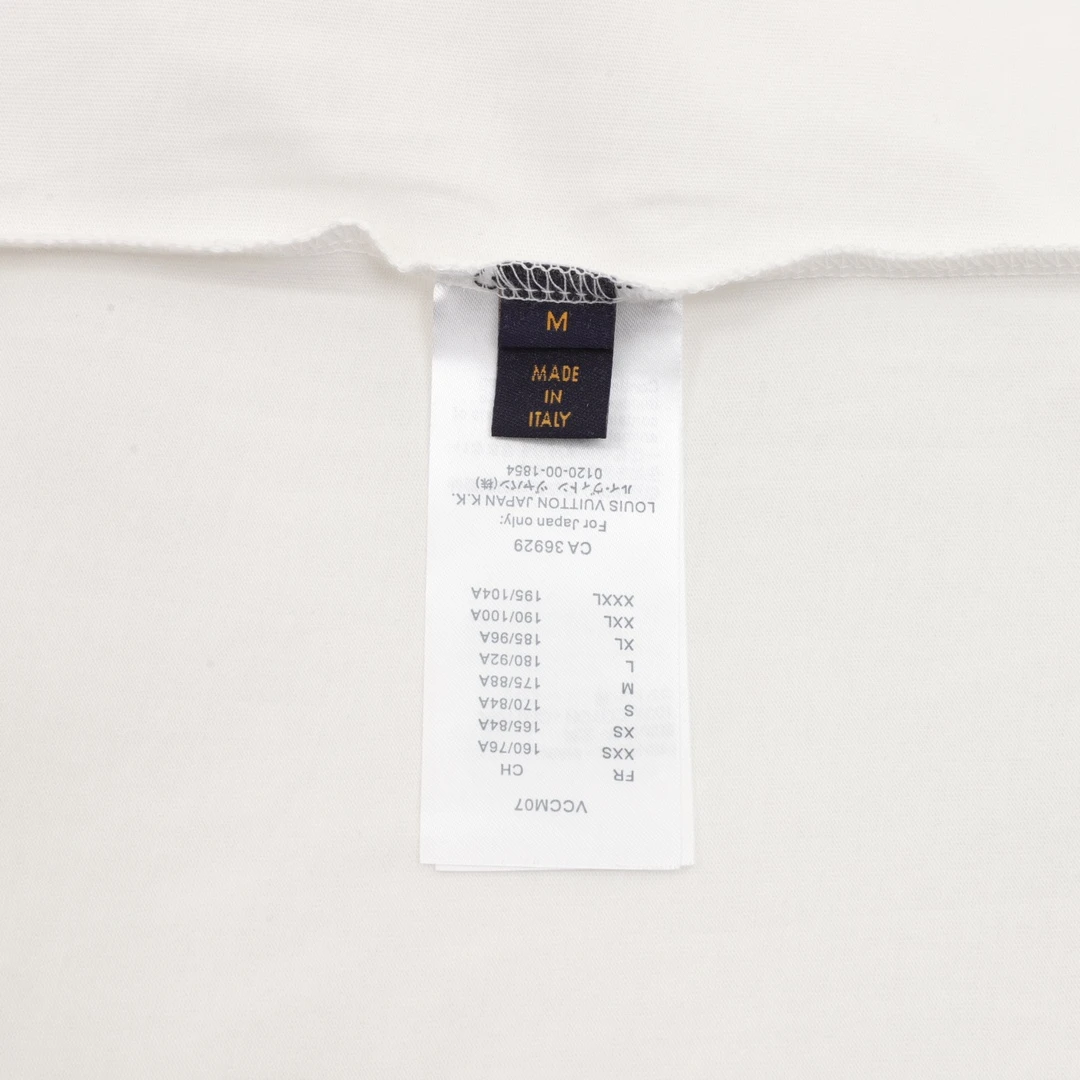 M
MADE
IN
ITALY
VCCM07
FR CH
XXS 160/76A
XS 165/84A
S 170/84A
M 175/88A
L 180/92A
XL 185/96A
XXL 190/100A
XXXL 195/104A
CA 36929
For Japan only:
LOUIS VUITTON JAPAN K.K.
ルイ・ヴィトン ジャパン(株)
0120-00-1854